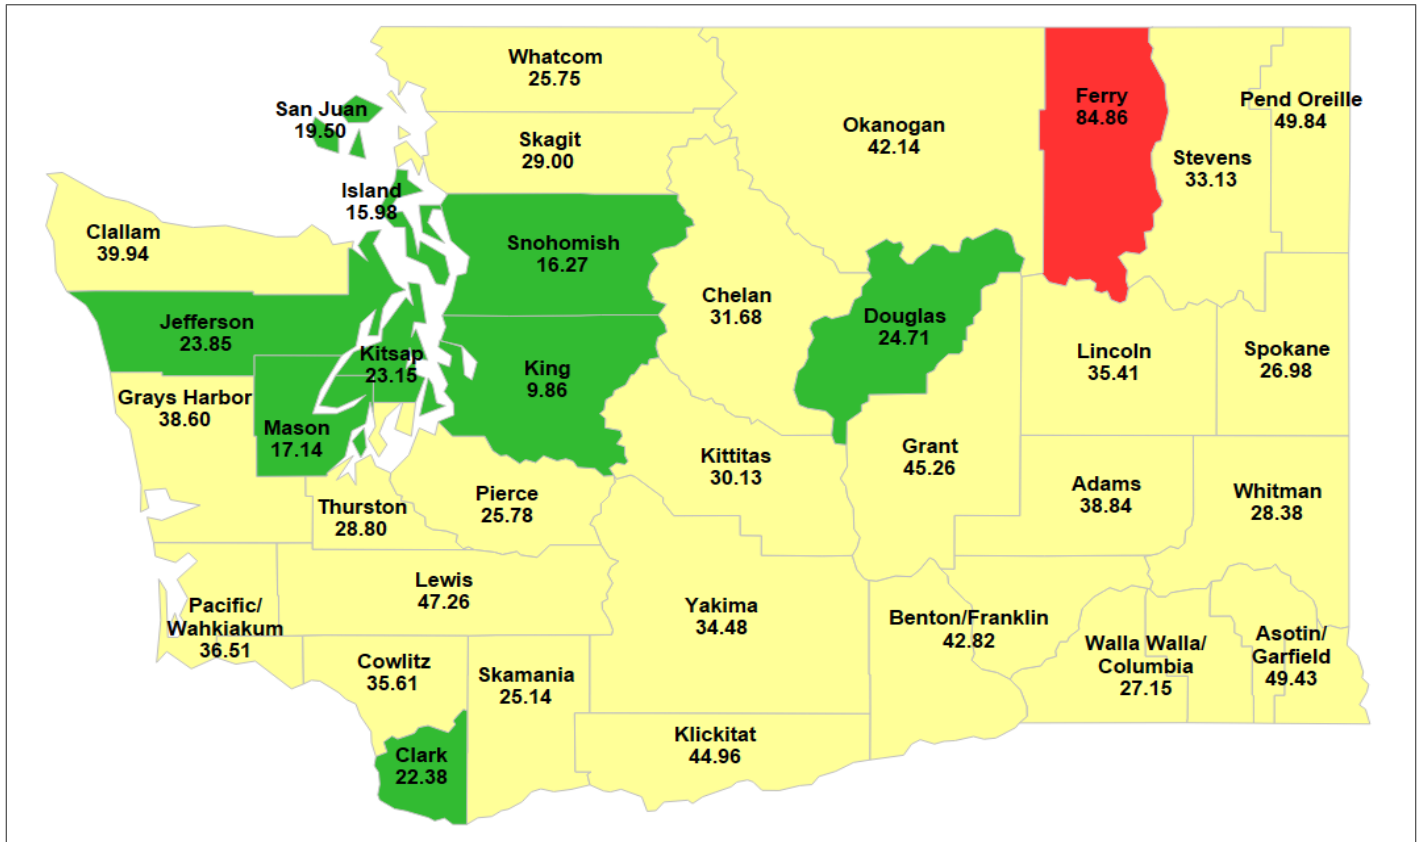 Whatcom
25.75
San Juan
19.50
Skagit
29.00
Okanogan
42.14
Ferry
84.86
Pend Oreille
49.84
Stevens
33.13
Island
15.98
Clallam
39.94
Snohomish
16.27
Chelan
31.68
Douglas
24.71
Jefferson
23.85
Kitsap
23.15
King
9.86
Lincoln
35.41
Spokane
26.98
Grays Harbor
38.60
Mason
17.14
Kittitas
30.13
Grant
45.26
Adams
38.84
Whitman
28.38
Thurston
28.80
Pierce
25.78
Lewis
47.26
Pacific/
Wahkiakum
36.51
Yakima
34.48
Benton/Franklin
42.82
Walla Walla/
Columbia
27.15
Asotin/
Garfield
49.43
Cowlitz
35.61
Skamania
25.14
Klickitat
44.96
Clark
22.38